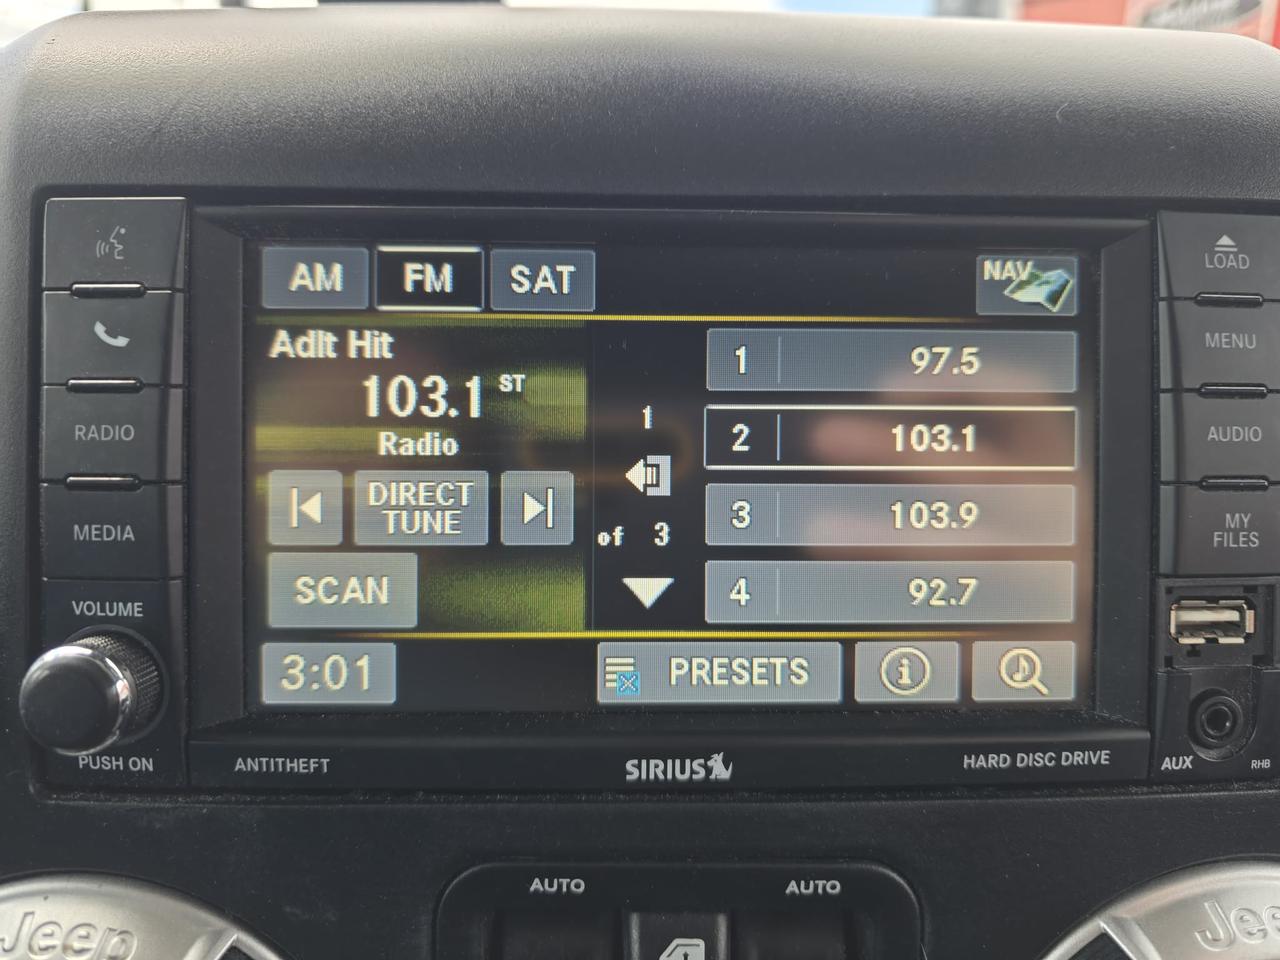 AM FM SAT NAV
Adlt Hit
103.1 ST
Radio
DIRECT
TUNE
SCAN
3:01
1
of 3
1 97.5
2 103.1
3 103.9
4 92.7
PRESETS
RADIO
MEDIA
VOLUME
PUSH ON
LOAD
MENU
AUDIO
MY
FILES
AUX
RHB
ANTITHEFT
SIRIUS
HARD DISC DRIVE
AUTO
AUTO
Jeep